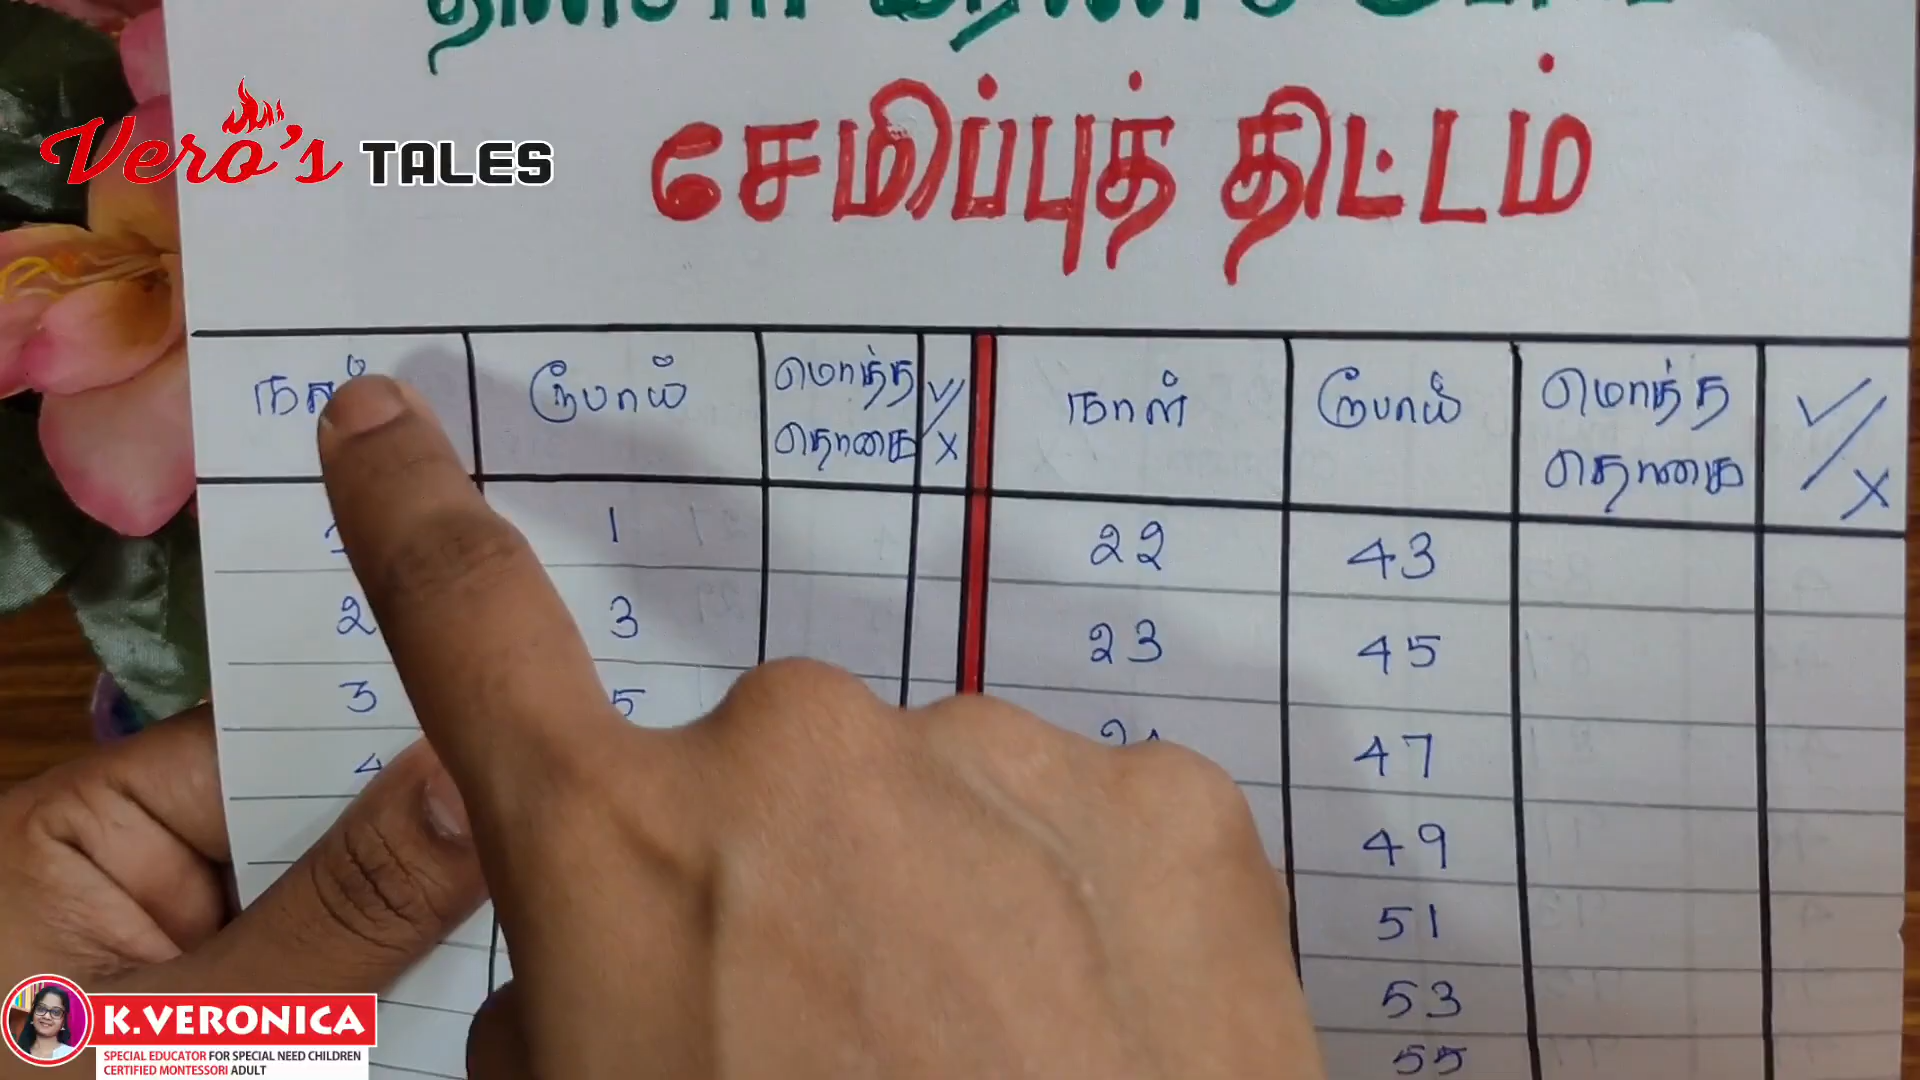 சேமிப்புத் திட்டம்
Vero's TALES
ரூபாய் மொத்த தொகை ✓/x நாள் ரூபாய் மொத்த தொகை ✓/x
1 22 43
2 3 23 45
3 5 47
4 49
51
53
55
K.VERONICA
SPECIAL EDUCATOR FOR SPECIAL NEED CHILDREN
CERTIFIED MONTESSORI ADULT